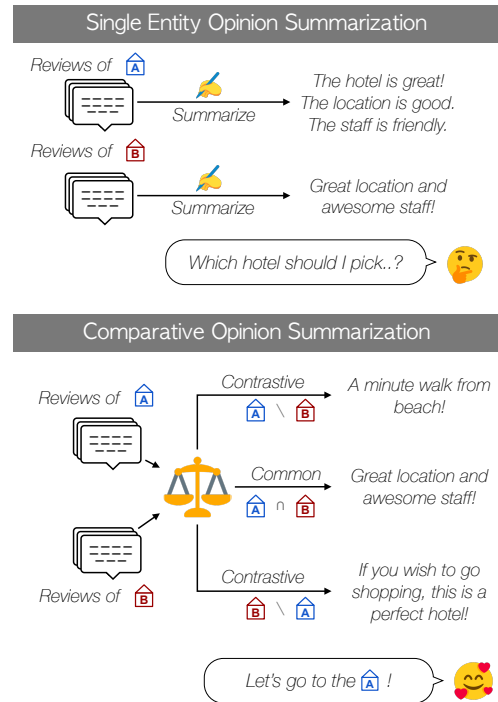 Single Entity Opinion Summarization
Reviews of A
Summarize
The hotel is great!
The location is good.
The staff is friendly.
Reviews of B
Summarize
Great location and
awesome staff!
Which hotel should I pick..?
Comparative Opinion Summarization
Reviews of A
Reviews of B
Contrastive
A \ B
A minute walk from
beach!
Common
A ∩ B
Great location and
awesome staff!
Contrastive
B \ A
If you wish to go
shopping, this is a
perfect hotel!
Let's go to the A !